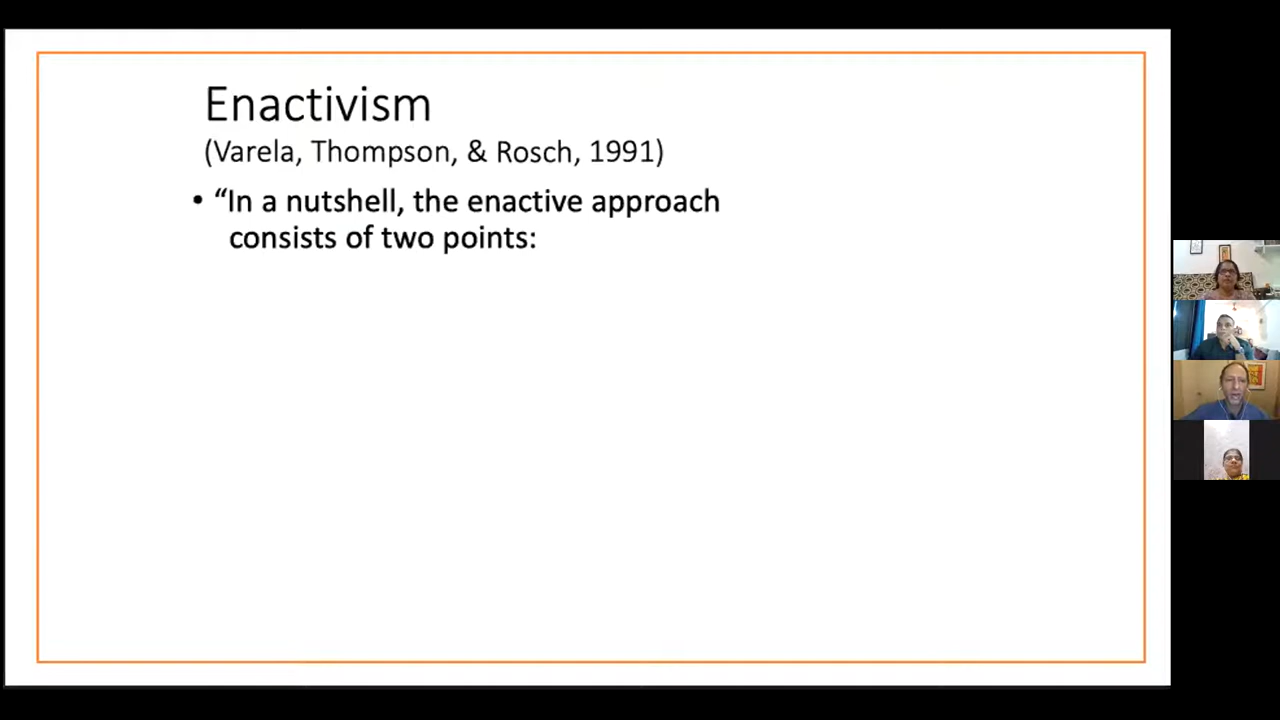 Enactivism
(Varela, Thompson, & Rosch, 1991)
• “In a nutshell, the enactive approach
consists of two points: